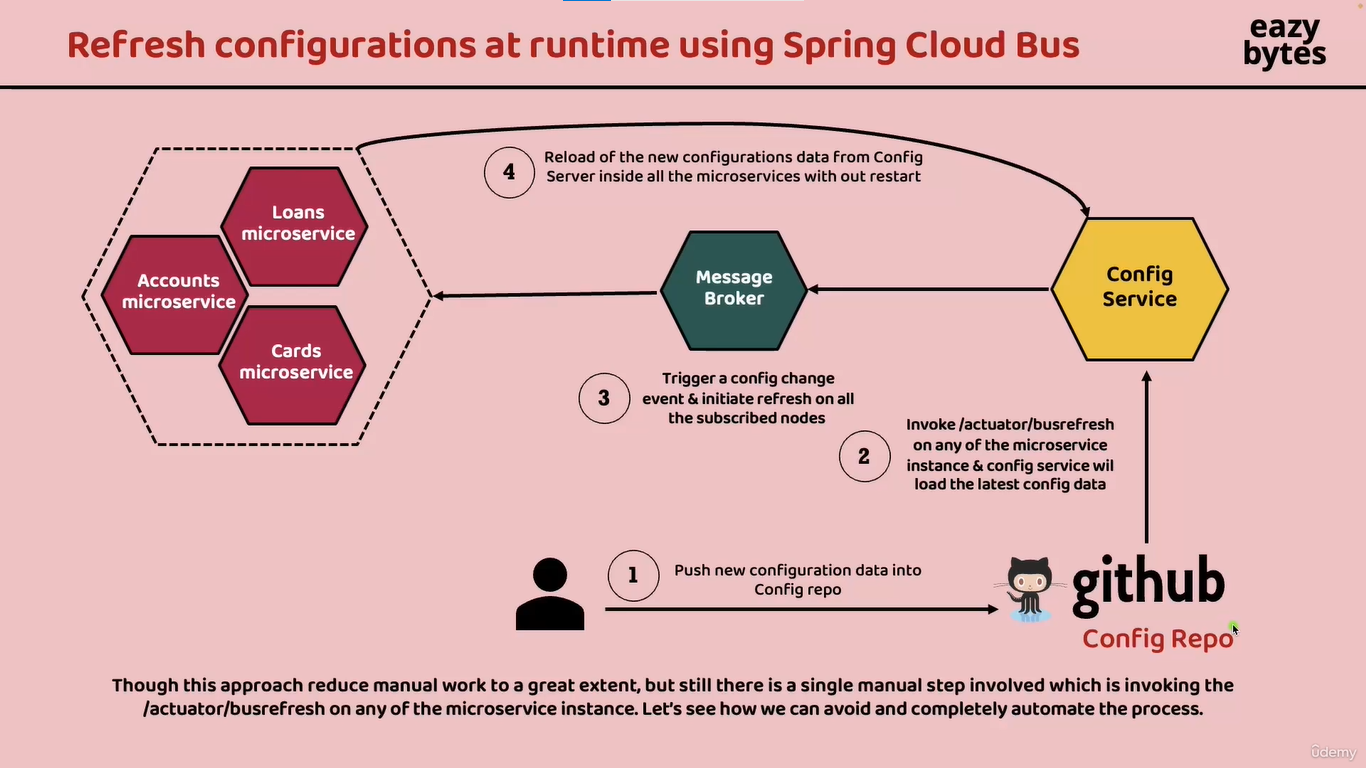 Refresh configurations at runtime using Spring Cloud Bus
eazy
bytes
4
Reload of the new configurations data from Config
Server inside all the microservices with out restart
Loans
microservice
Accounts
microservice
Cards
microservice
Message
Broker
Config
Service
3
Trigger a config change
event & initiate refresh on all
the subscribed nodes
2
Invoke /actuator/busrefresh
on any of the microservice
instance & config service wil
load the latest config data
1
Push new configuration data into
Config repo
github
Config Repo
Though this approach reduce manual work to a great extent, but still there is a single manual step involved which is invoking the
/actuator/busrefresh on any of the microservice instance. Let's see how we can avoid and completely automate the process.
ûdemy